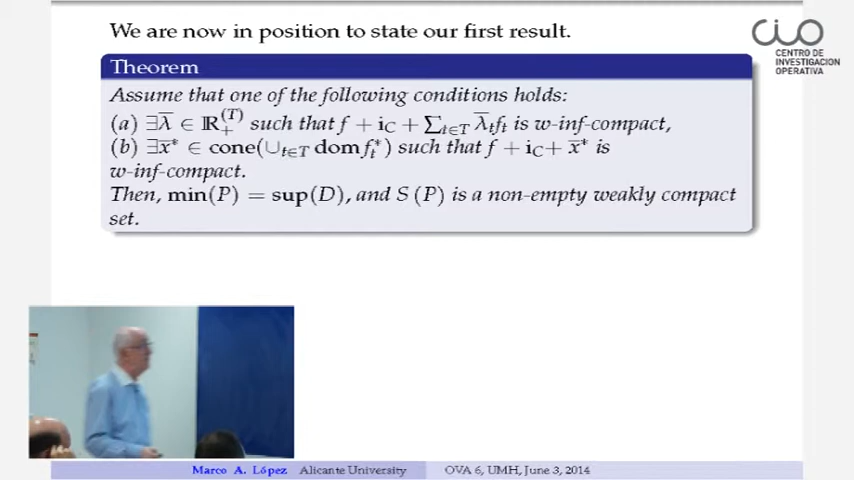 We are now in position to state our first result.
CiO
CENTRO DE
INVESTIGACION
OPERATIVA
Theorem
Assume that one of the following conditions holds:
(a) ∃λ̅ ∈ ℝ₊⁽ᵀ⁾ such that f + i_C + ∑_{t∈T} λ̅_t f_t is w-inf-compact,
(b) ∃x̅* ∈ cone(∪_{t∈T} dom f_t*) such that f + i_C + x̅* is
w-inf-compact.
Then, min(P) = sup(D), and S (P) is a non-empty weakly compact
set.
Marco A. López Alicante University OVA 6, UMH, June 3, 2014